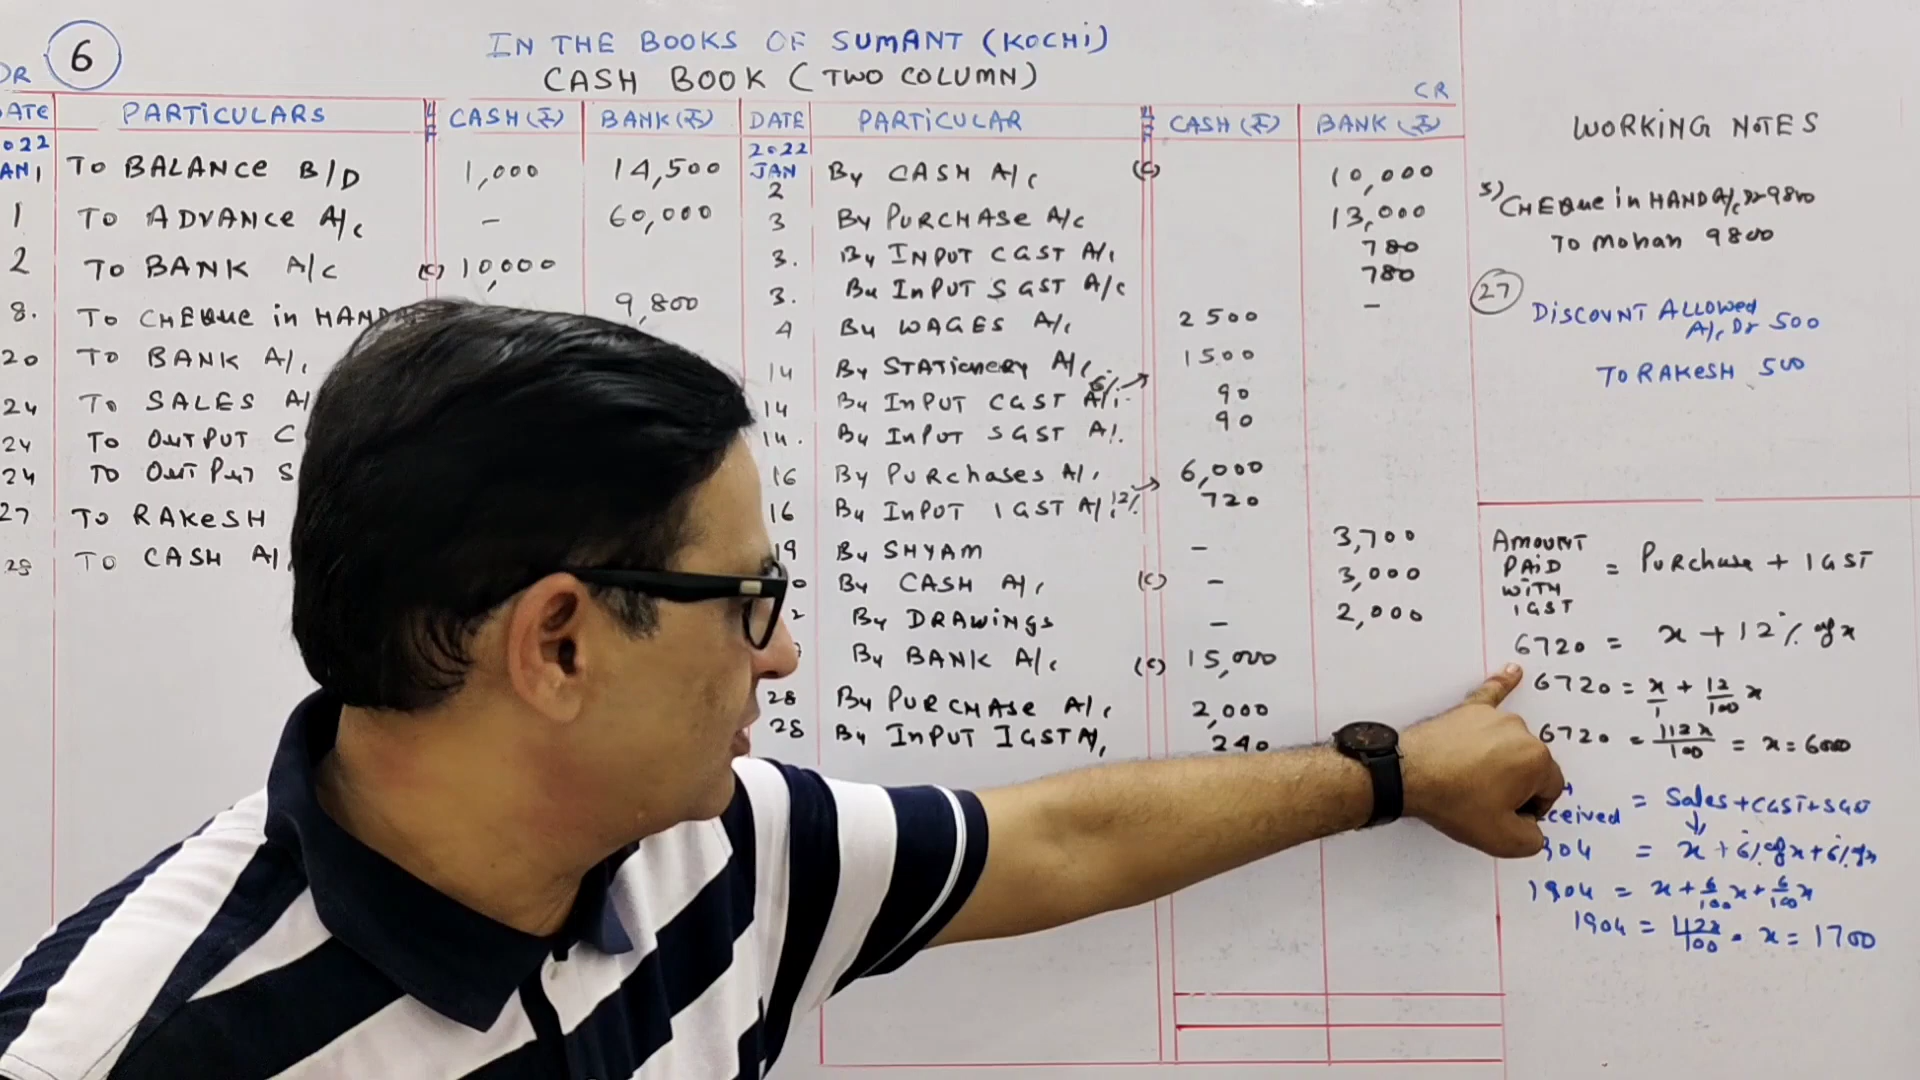 6
IN THE BOOKS OF SUMANT (KOCHI)
CASH BOOK (TWO COLUMN)
DR
CR
DATE PARTICULARS LF CASH (₹) BANK (₹) DATE PARTICULAR LF CASH (₹) BANK (₹)
2022
JAN 1 TO BALANCE B/D 1,000 14,500
1 TO ADVANCE A/C – 60,000
2 TO BANK A/C (C) 10,000
8. TO CHEQUE in HAND 9,800
20 TO BANK A/C
24 TO SALES A/
24 TO OUTPUT C
24 TO OUTPUT S
27 TO RAKESH
28 TO CASH A/
2022
JAN 2 By CASH A/C (C) 10,000
3 By PURCHASE A/C 13,000
3. By INPUT CGST A/C 780
3. By INPUT SGST A/C 780
4 By WAGES A/C 2500 –
14 By STATIONERY A/C 1500
14 By INPUT CGST A/C 6% 90
14. By INPUT SGST A/. 90
16 By PURCHASES A/C 6,000
16 By INPUT IGST A/C 12% 720
19 By SHYAM – 3,700
0 By CASH A/C (C) – 3,000
2 By DRAWINGS – 2,000
By BANK A/C (C) 15,000
28 By PURCHASE A/C 2,000
28 By INPUT IGST A/C 240
WORKING NOTES
5) CHEQUE in HAND A/C Dr 9800
TO MOHAN 9800
27
DISCOUNT ALLOWED
A/C Dr 500
TO RAKESH 500
AMOUNT
PAID
WITH
IGST = Purchase + IGST
6720 = x + 12% of x
6720 = x/1 + 12/100 x
6720 = 112x/100 = x = 6000
ceived = Sales + CGST + SGST
904 = x + 6% of x + 6% of x
1904 = x + 6/100 x + 6/100 x
1904 = 112x/100 . x = 1700